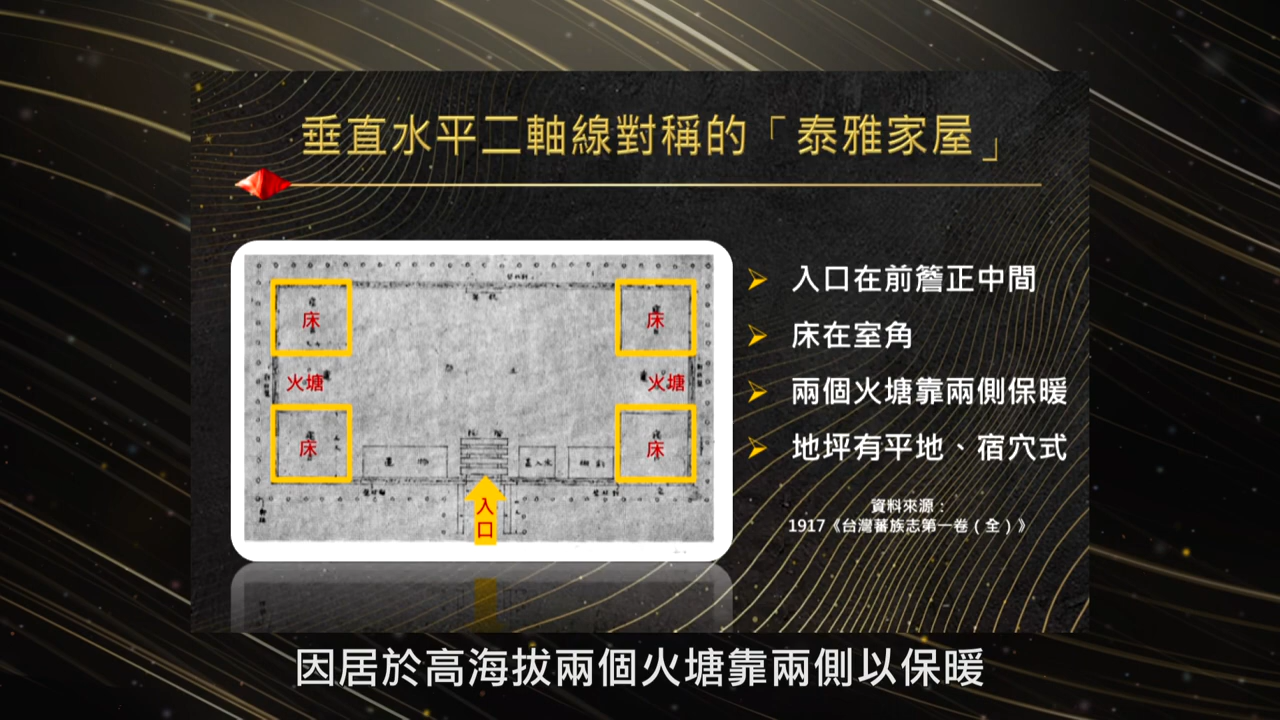 垂直水平二軸線對稱的「泰雅家屋」
床
床
火塘
火塘
床
床
入口
入口在前簷正中間
床在室角
兩個火塘靠兩側保暖
地坪有平地、宿穴式
資料來源：
1917《台灣蕃族志第一卷（全）》
因居於高海拔兩個火塘靠兩側以保暖